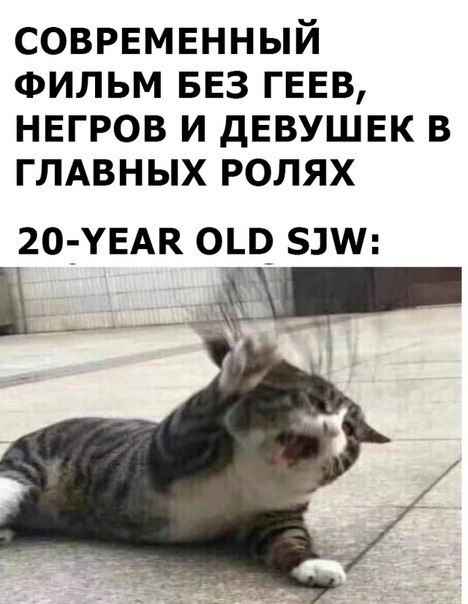 СОВРЕМЕННЫЙ
ФИЛЬМ БЕЗ ГЕЕВ,
НЕГРОВ И ДЕВУШЕК В
ГЛАВНЫХ РОЛЯХ
20-YEAR OLD SJW: